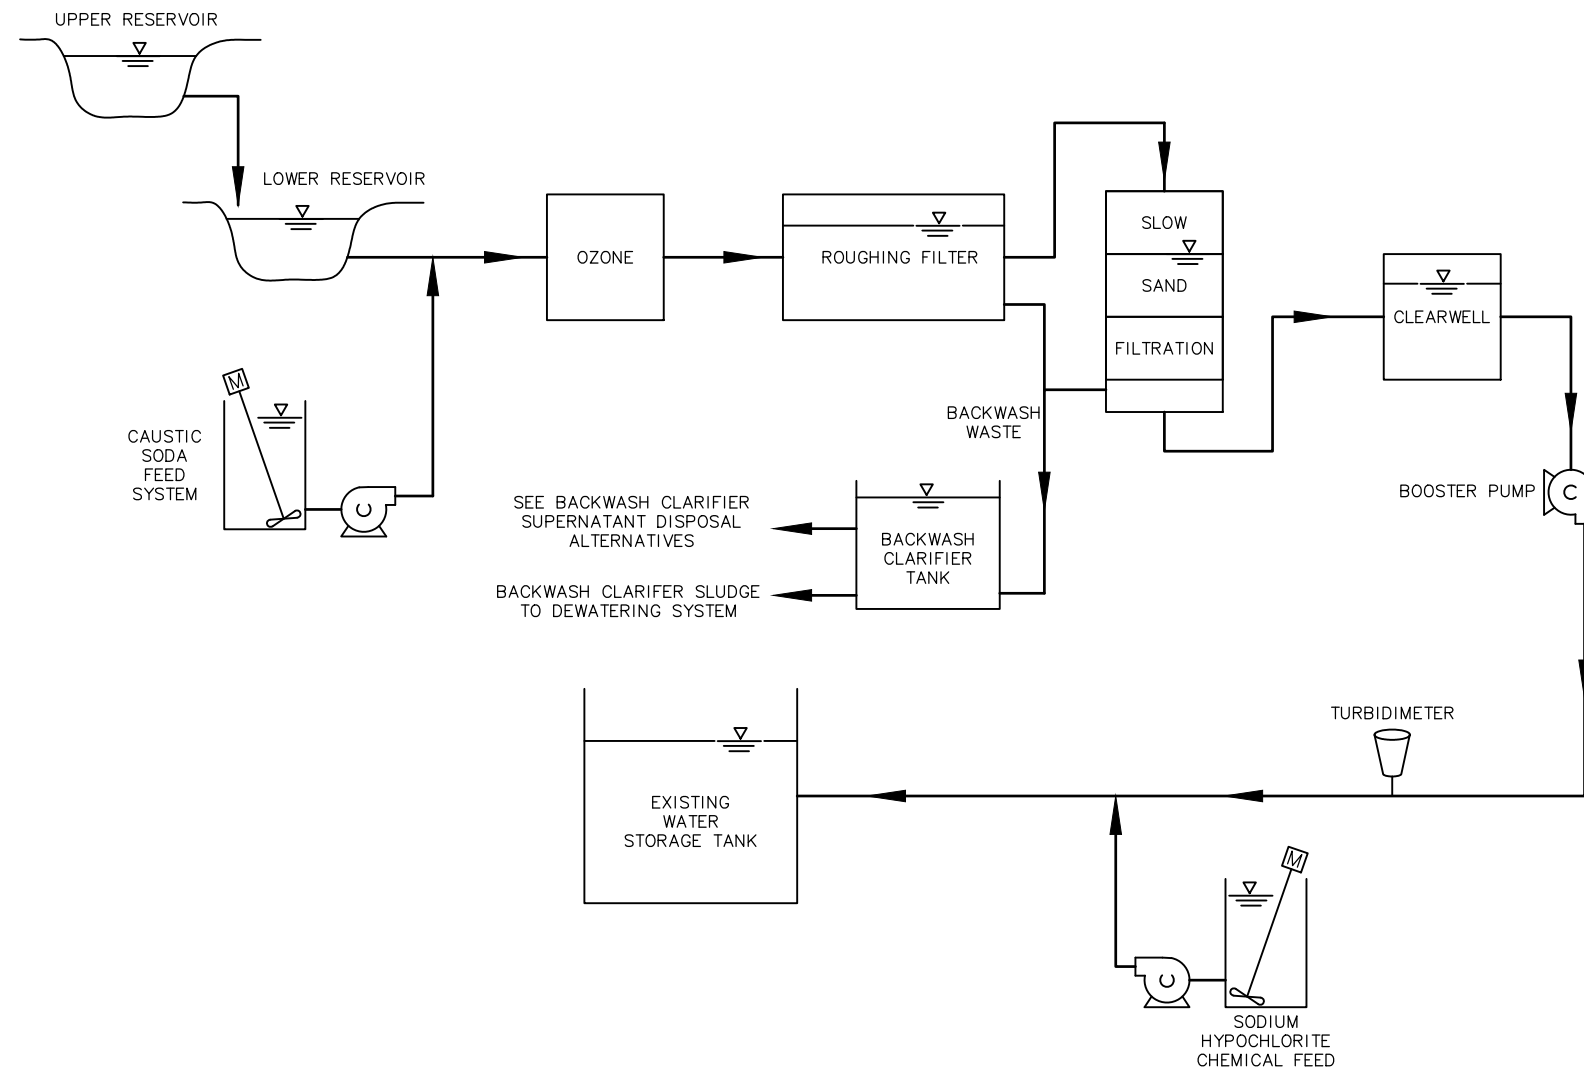 UPPER RESERVOIR
LOWER RESERVOIR
OZONE
ROUGHING FILTER
SLOW
SAND
FILTRATION
CLEARWELL
M
CAUSTIC
SODA
FEED
SYSTEM
C
BACKWASH
WASTE
BOOSTER PUMP
C
SEE BACKWASH CLARIFIER
SUPERNATANT DISPOSAL
ALTERNATIVES
BACKWASH
CLARIFIER
TANK
BACKWASH CLARIFER SLUDGE
TO DEWATERING SYSTEM
TURBIDIMETER
EXISTING
WATER
STORAGE TANK
M
C
SODIUM
HYPOCHLORITE
CHEMICAL FEED